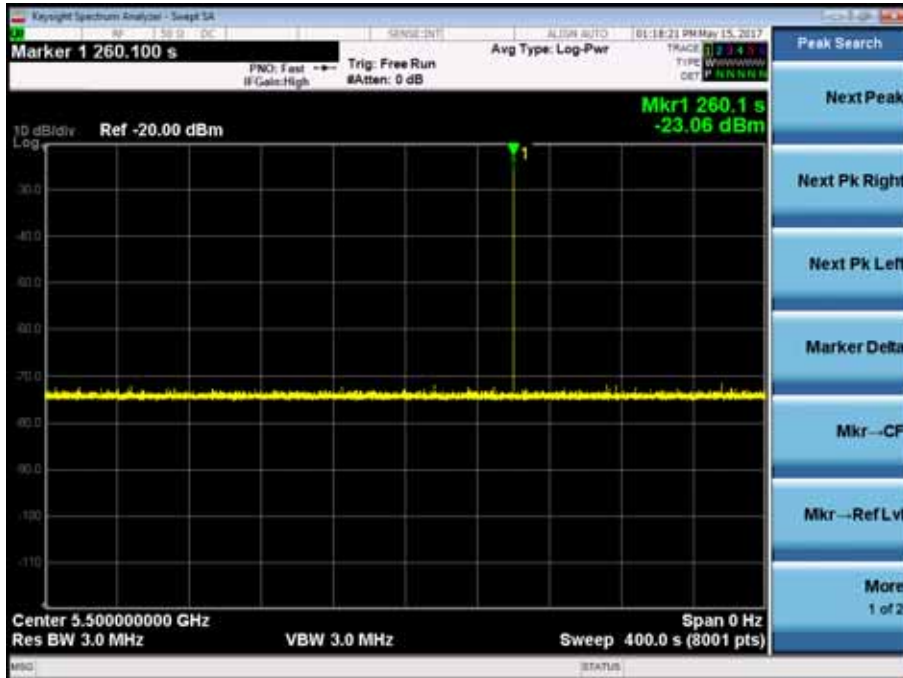 Keysight Spectrum Analyzer - Swept SA
RF 50 Ω DC SENSE:INT ALIGN AUTO 01:18:21 PM May 15, 2017
Marker 1 260.100 s
PNO: Fast
IFGain:High
Trig: Free Run
#Atten: 0 dB
Avg Type: Log-Pwr
TRACE 1 2 3 4 5 6
TYPE WWWWWW
DET P N N N N N
Peak Search
Next Peak
Next Pk Right
Next Pk Left
Marker Delta
Mkr→CF
Mkr→Ref Lvl
More
1 of 2
Mkr1 260.1 s
-23.06 dBm
10 dB/div Ref -20.00 dBm
Log
1
-30.0
-40.0
-50.0
-60.0
-70.0
-80.0
-90.0
-100
-110
Center 5.500000000 GHz Span 0 Hz
Res BW 3.0 MHz VBW 3.0 MHz Sweep 400.0 s (8001 pts)
MSG STATUS